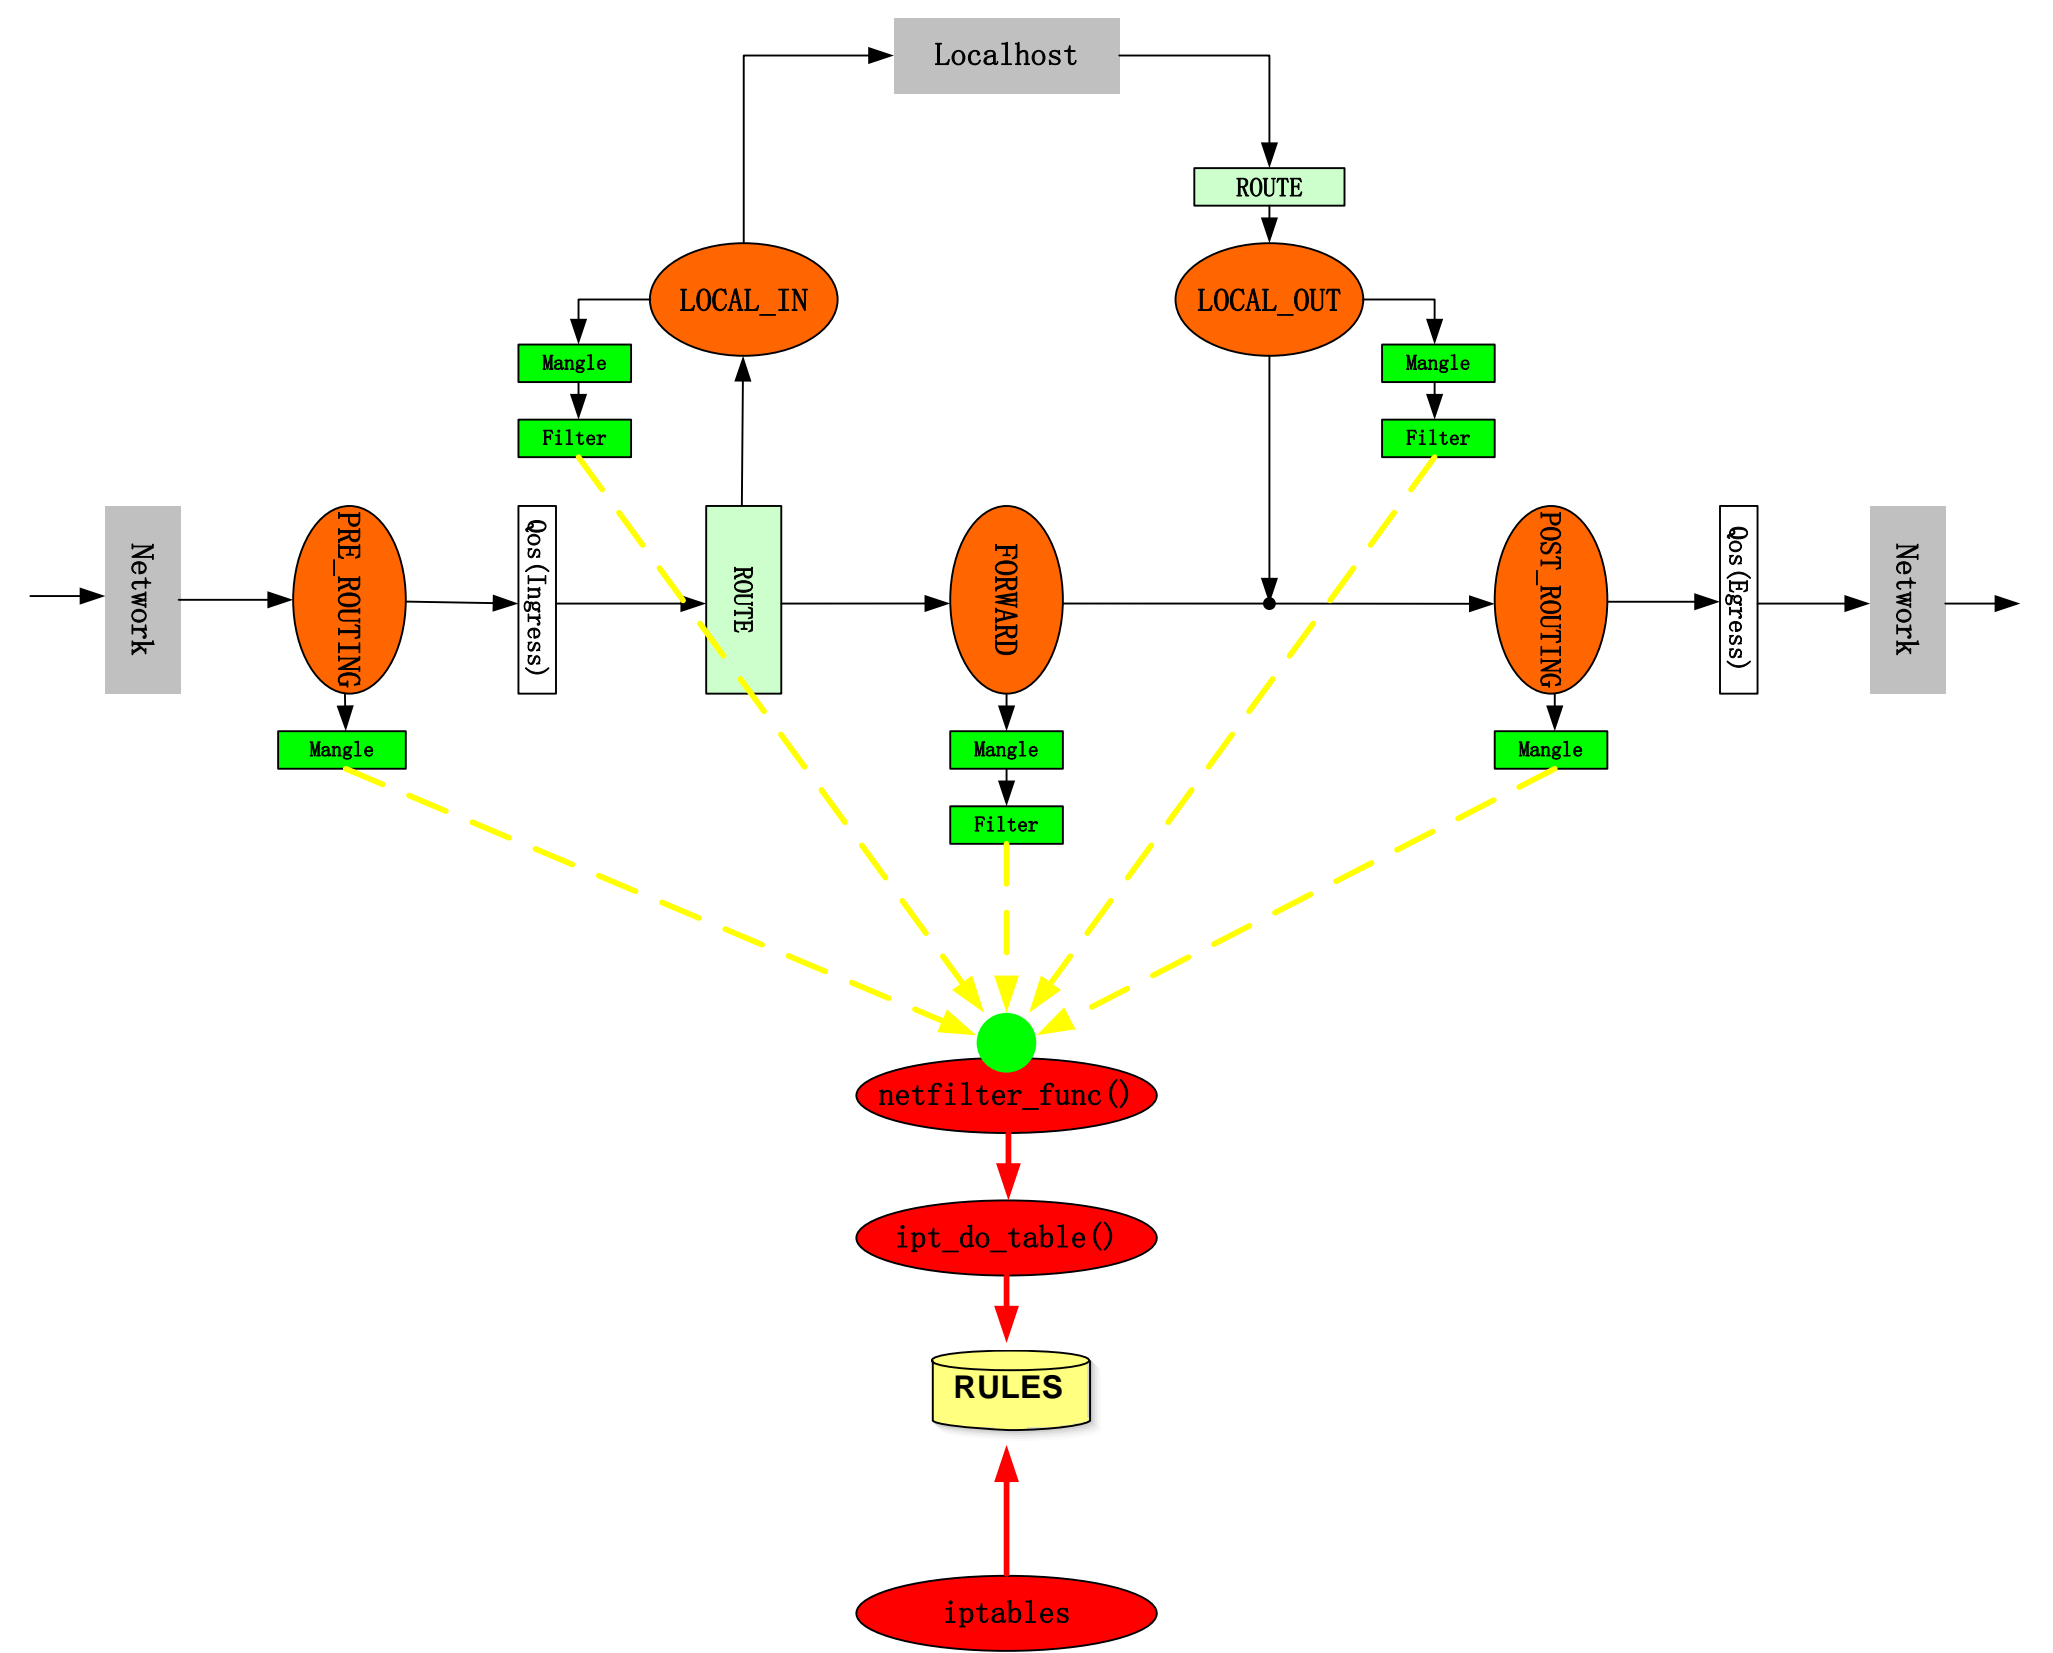 Localhost
ROUTE
LOCAL_IN
LOCAL_OUT
Mangle
Mangle
Filter
Filter
Network
PRE_ROUTING
Qos(Ingress)
ROUTE
FORWARD
POST_ROUTING
Qos(Egress)
Network
Mangle
Mangle
Mangle
Filter
netfilter_func()
ipt_do_table()
RULES
iptables